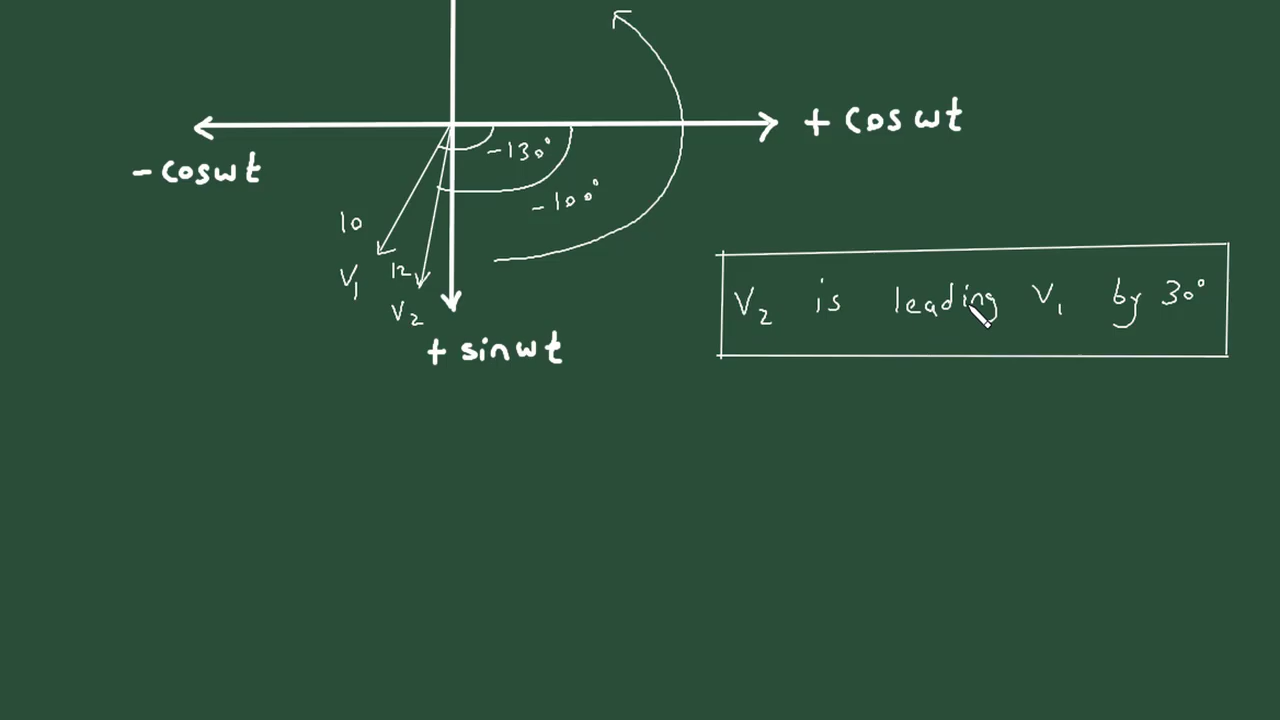 + cos wt
-130°
- cos wt
-100°
10
12
V1
V2
+ sin wt
V2 is leading V1 by 30°